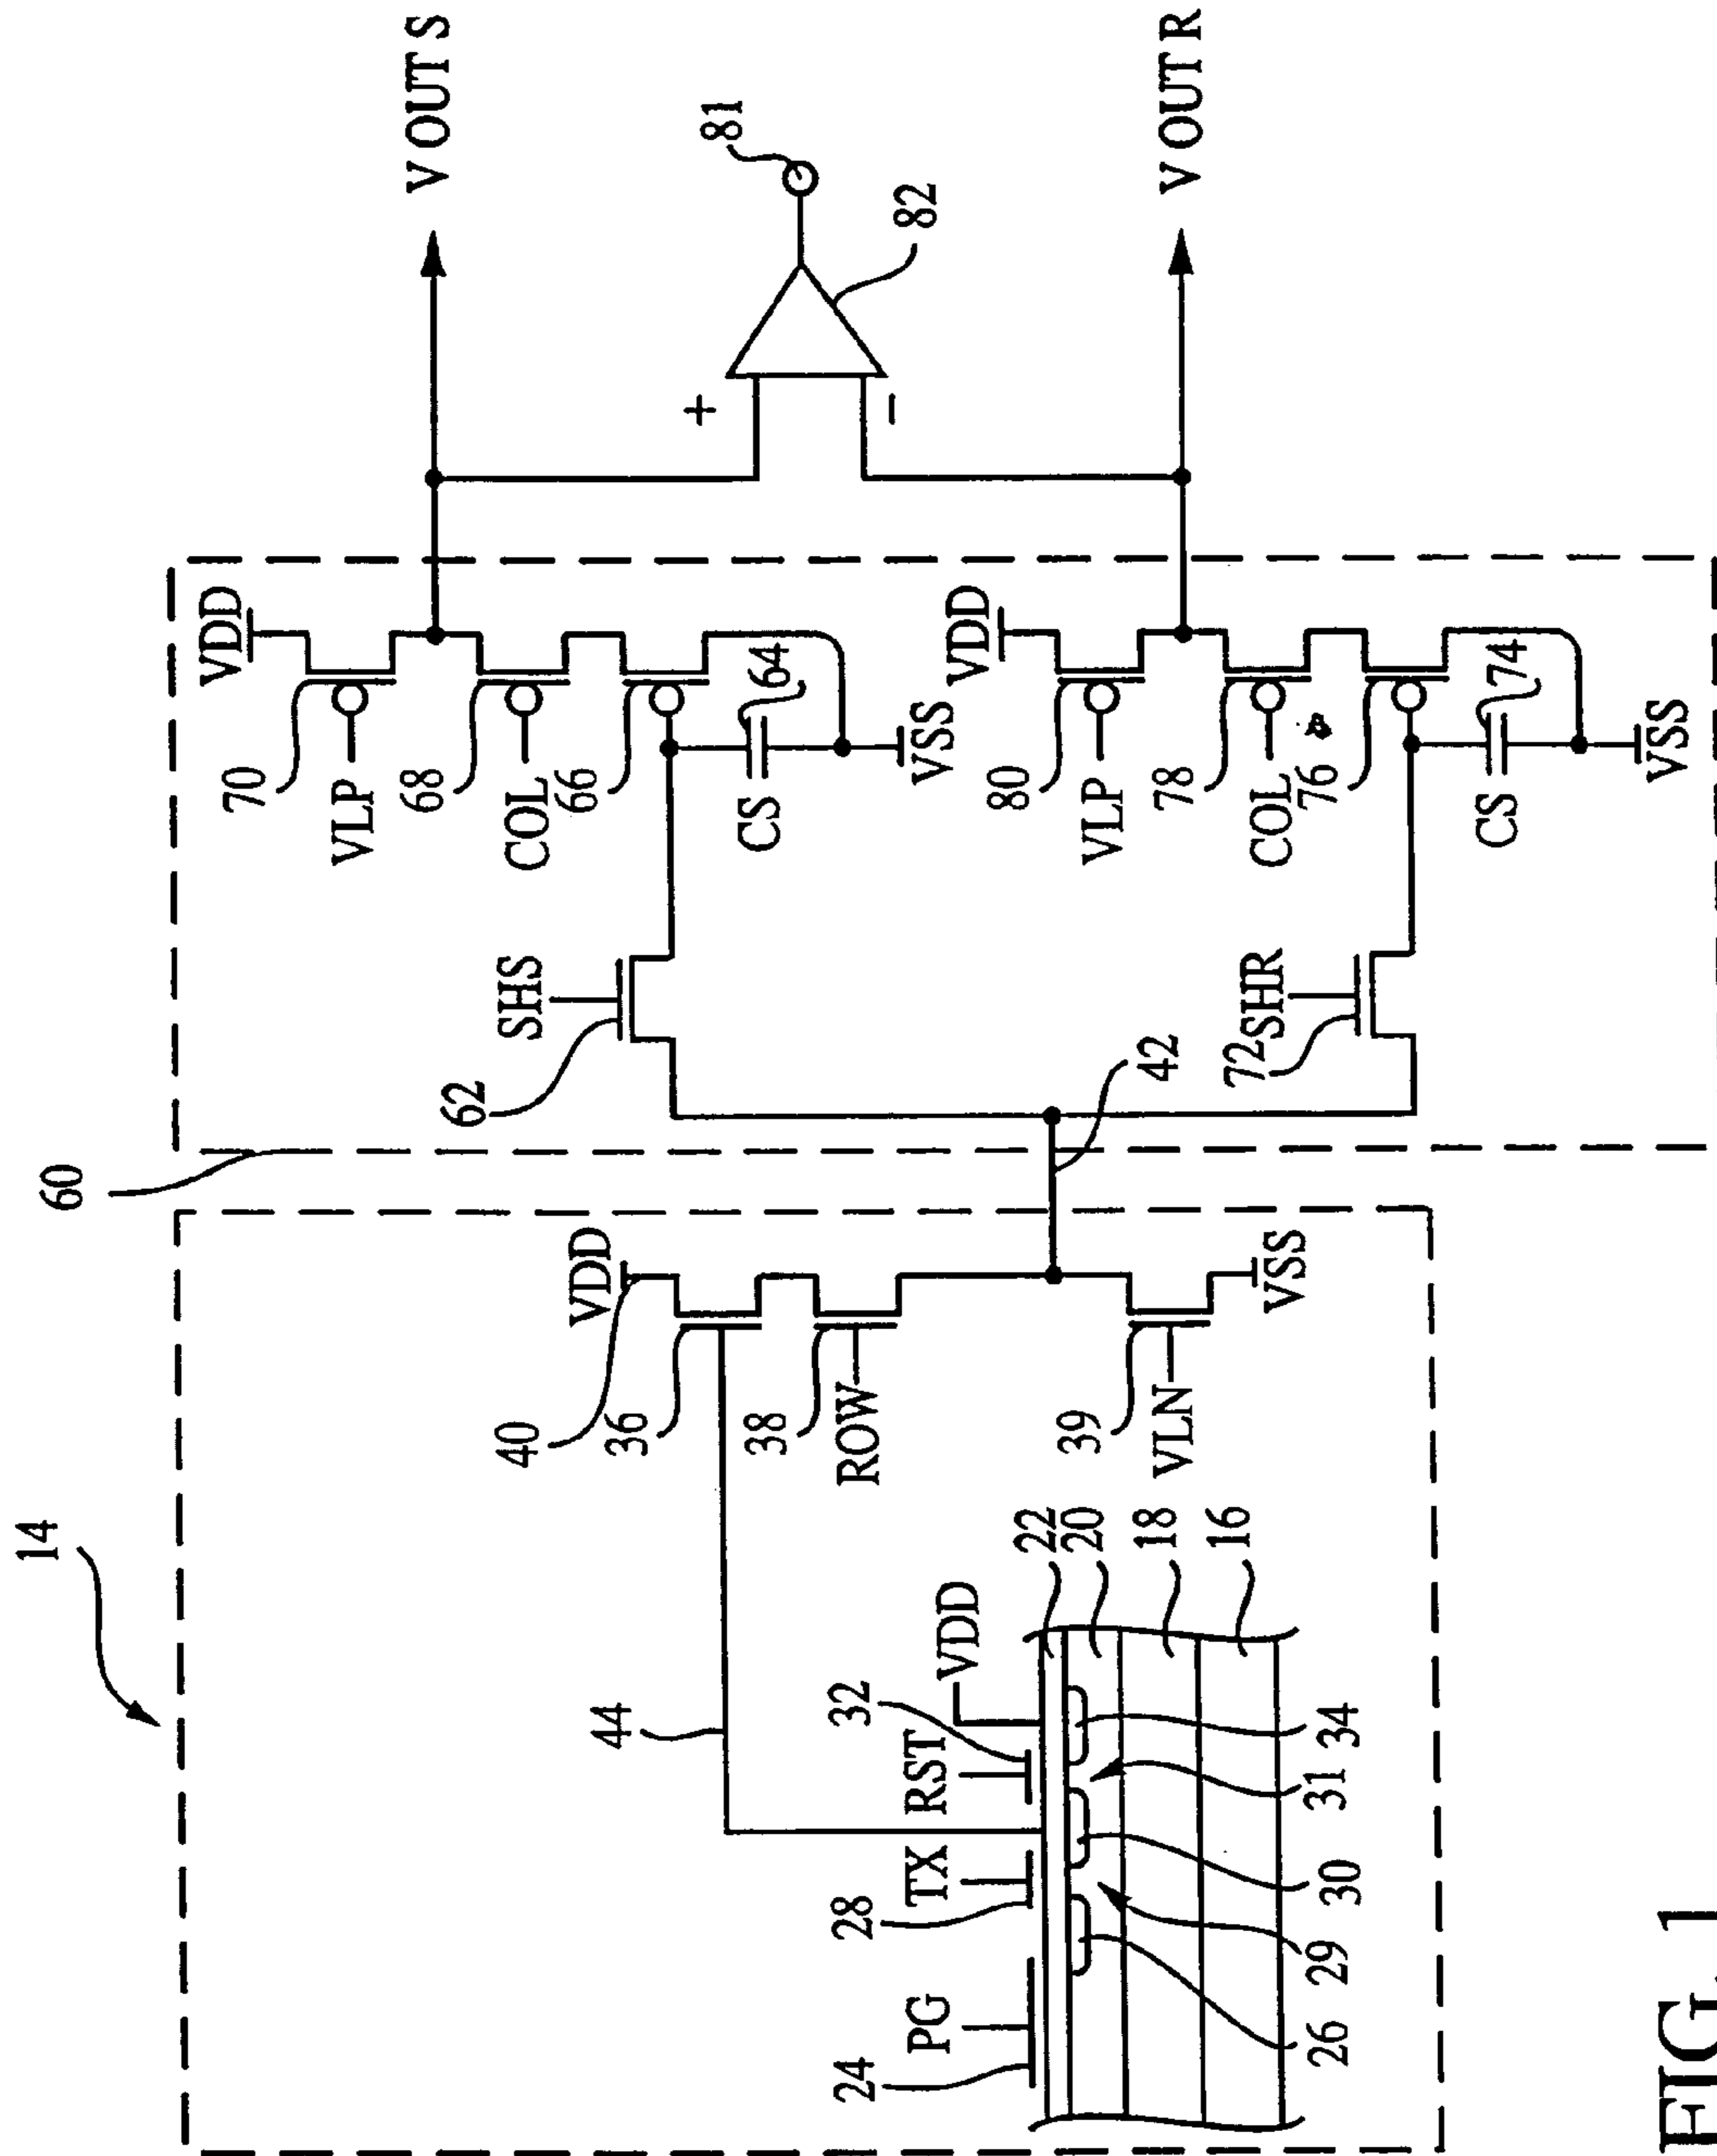 14
60
40
VDD
36
38
ROW
39
VLN
VSS
44
24
PG
28
TX
RST
32
VDD
22
20
18
16
26
29
30
31
34
42
62
SHS
72
SHR
70
VLP
VDD
68
COL
66
64
CS
VSS
80
VLP
VDD
78
COL
76
74
CS
VSS
V OUT S
+
−
81
82
V OUT R
FIG. 1